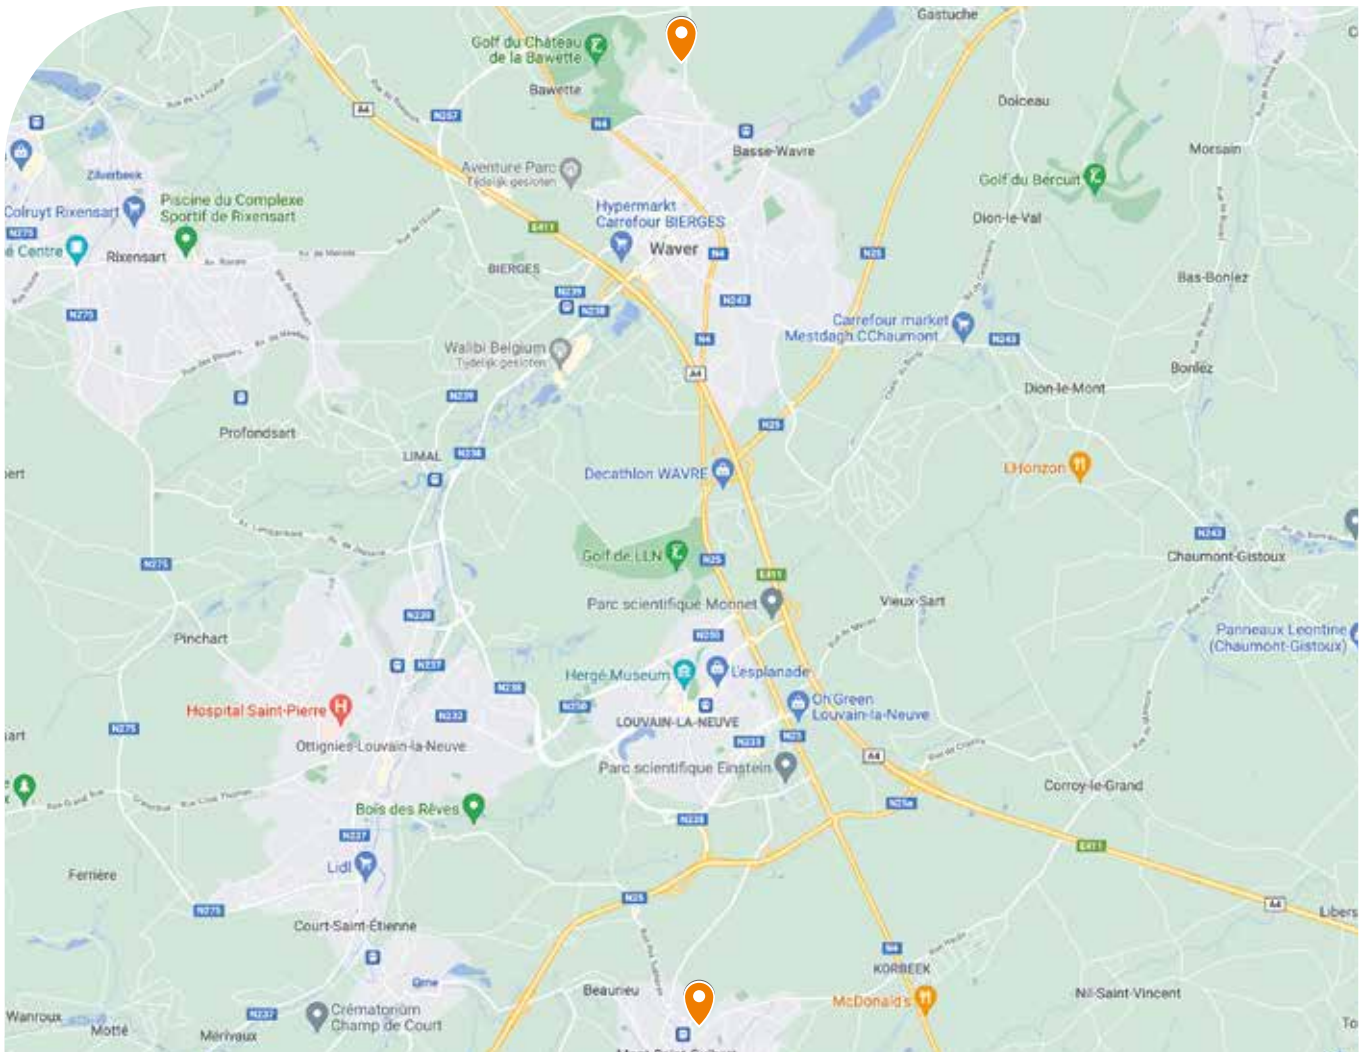 Gastuche
Golf du Château
de la Bawette
Bawette
Doiceau
A4
N257
N4
Basse-Wavre
Morsain
Zilverbeek
Aventure Parc
Tijdelijk gesloten
Golf du Bercuit
Colruyt Rixensart
Piscine du Complexe
Sportif de Rixensart
Hypermarkt
Carrefour BIERGES
Dion-le-Val
N275
E411
é Centre
Rixensart
Waver
N4
N25
BIERGES
Bas-Bonlez
N239
N238
N243
N275
Carrefour market
Mestdagh CChaumont
N243
Walibi Belgium
Tijdelijk gesloten
N4
A4
Bonlez
Dion-le-Mont
N239
Profondsart
N25
LIMAL
N238
Decathlon WAVRE
N243
Golf de LLN
N25
Chaumont-Gistoux
N275
E411
Parc scientifique Monnet
Vieux-Sart
Pinchart
N250
Panneaux Leontine
(Chaumont-Gistoux)
N237
Hergé Museum
L'esplanade
N238
Hospital Saint-Pierre
N250
Oh'Green
Louvain-la-Neuve
N232
LOUVAIN-LA-NEUVE
N275
N233
N25
Ottignies-Louvain-la-Neuve
A4
Parc scientifique Einstein
Corroy-le-Grand
Bois des Rêves
N25a
N237
E411
Lidl
Ferrière
N25
A4
N275
Libers
Court-Saint-Étienne
N4
KORBEEK
Orne
Beaurieu
McDonald's
Nil-Saint-Vincent
N237
Crématorium
Champ de Court
Wanroux
Motté
Mérivaux
To